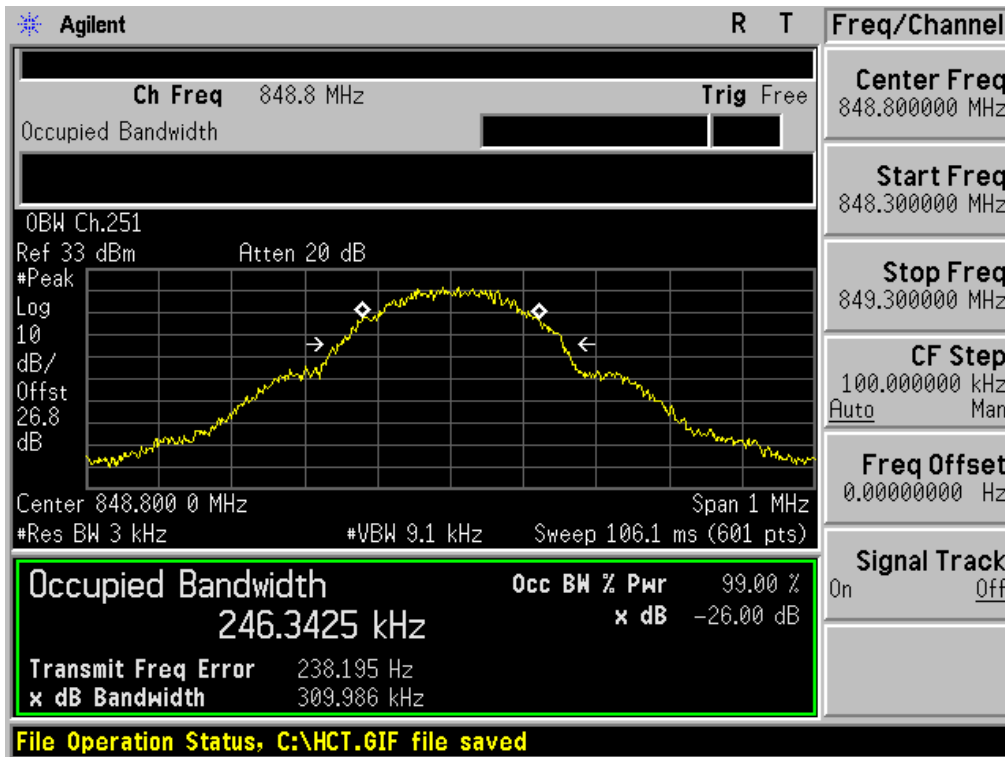 Agilent R T Freq/Channel
Ch Freq 848.8 MHz Trig Free
Occupied Bandwidth
Center Freq
848.800000 MHz
Start Freq
848.300000 MHz
Stop Freq
849.300000 MHz
CF Step
100.000000 kHz
Auto Man
Freq Offset
0.00000000 Hz
Signal Track
On Off
OBW Ch.251
Ref 33 dBm Atten 20 dB
#Peak
Log
10
dB/
Offst
26.8
dB
Center 848.800 0 MHz Span 1 MHz
#Res BW 3 kHz #VBW 9.1 kHz Sweep 106.1 ms (601 pts)
Occupied Bandwidth Occ BW % Pwr 99.00 %
246.3425 kHz x dB -26.00 dB
Transmit Freq Error 238.195 Hz
x dB Bandwidth 309.986 kHz
File Operation Status, C:\HCT.GIF file saved